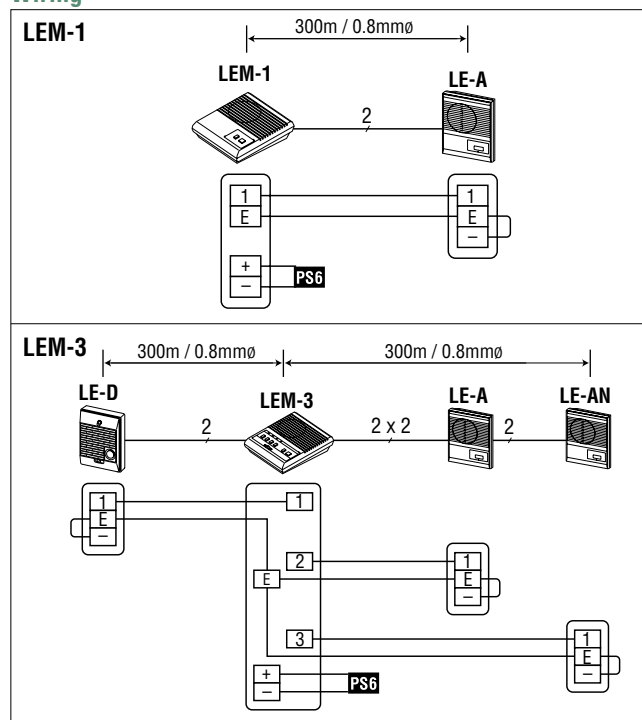 Wiring
LEM-1
300m / 0.8mmø
LEM-1
LE-A
2
1
E
+
–
PS6
1
E
–
LEM-3
300m / 0.8mmø
300m / 0.8mmø
LE-D
LEM-3
LE-A
LE-AN
2
2 x 2
2
1
E
–
1
2
E
3
+
–
PS6
1
E
–
1
E
–